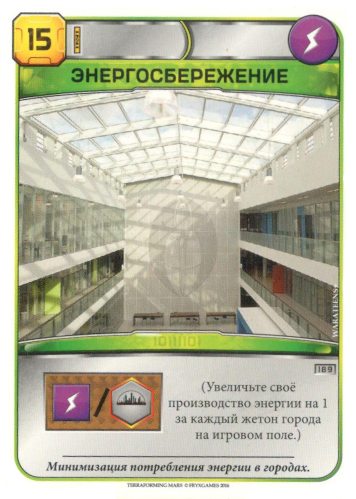 15
ЭНЕРГОСБЕРЕЖЕНИЕ
WARATEENS
189
/
(Увеличьте своё
производство энергии на 1
за каждый жетон города
на игровом поле.)
Минимизация потребления энергии в городах.
TERRAFORMING MARS © FRYXGAMES 2016